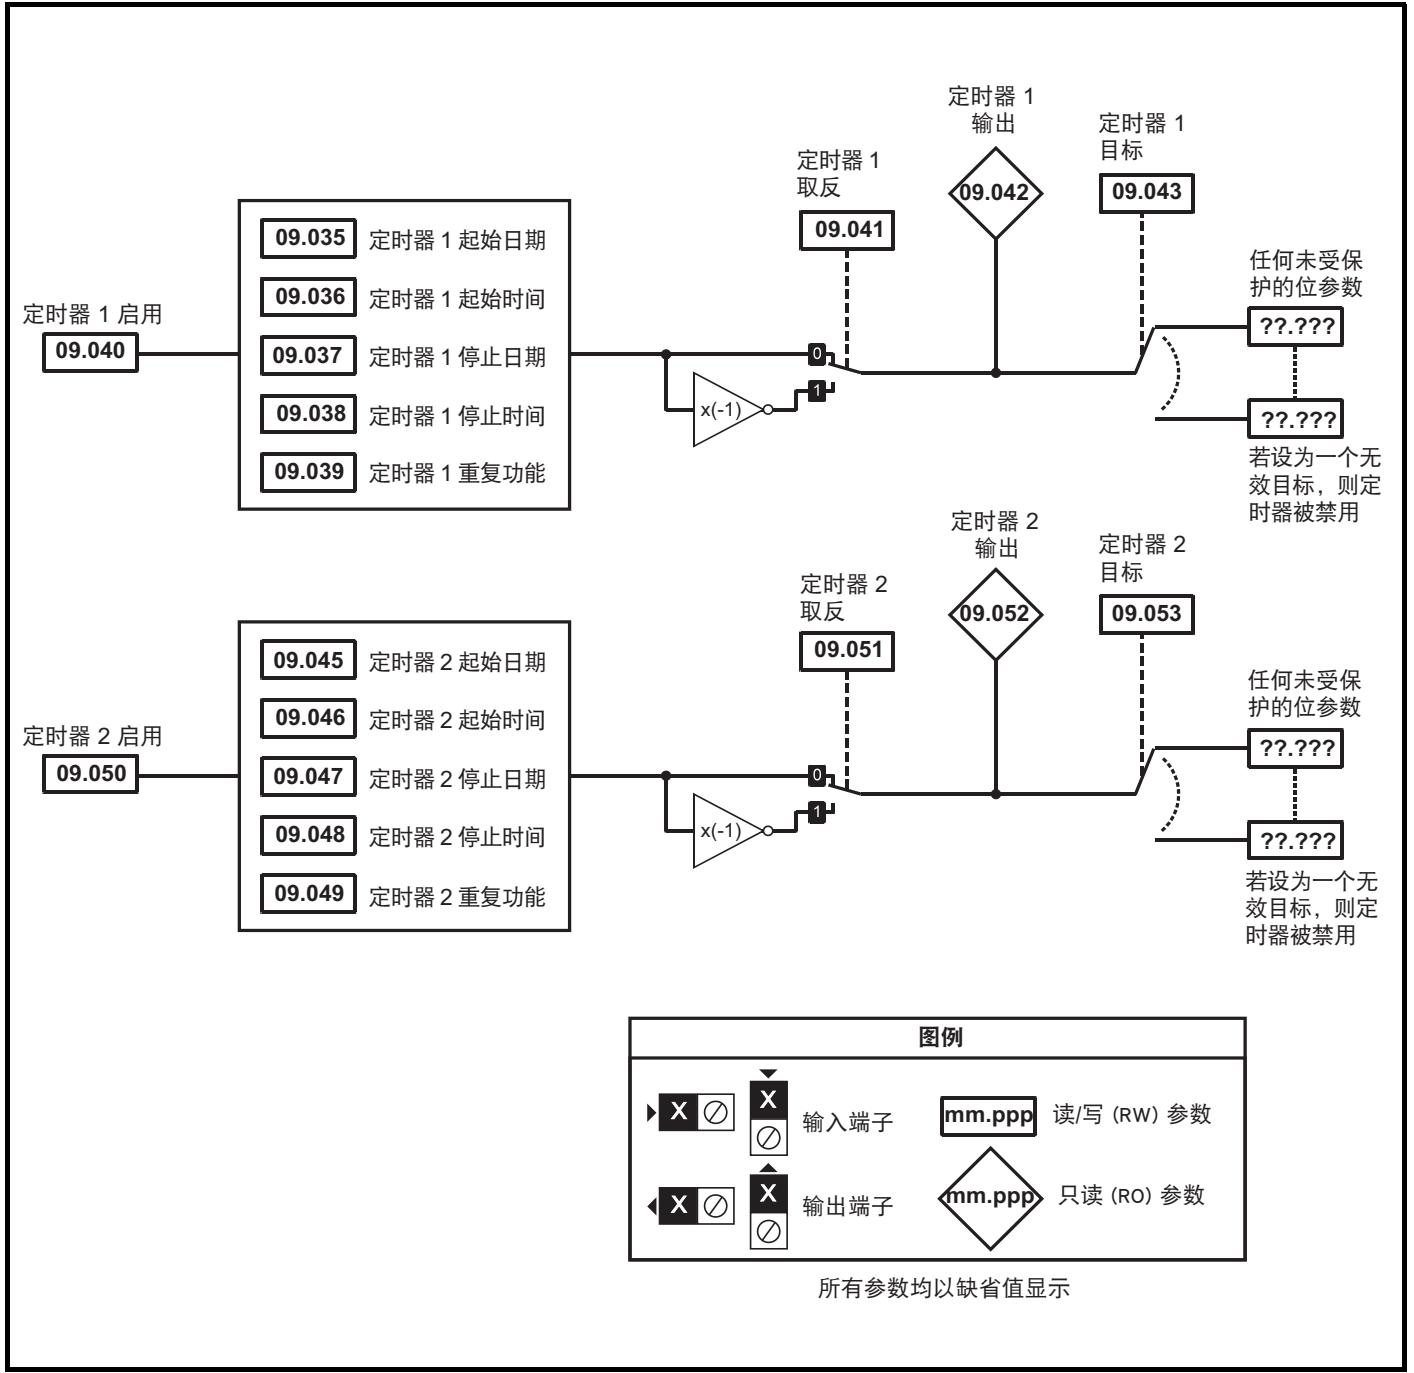 定时器 1 启用
09.040
09.035 定时器 1 起始日期
09.036 定时器 1 起始时间
09.037 定时器 1 停止日期
09.038 定时器 1 停止时间
09.039 定时器 1 重复功能
x(-1)
0
1
定时器 1
取反
09.041
定时器 1
输出
09.042
定时器 1
目标
09.043
任何未受保
护的位参数
??.???
??.???
若设为一个无
效目标，则定
时器被禁用
定时器 2 启用
09.050
09.045 定时器 2 起始日期
09.046 定时器 2 起始时间
09.047 定时器 2 停止日期
09.048 定时器 2 停止时间
09.049 定时器 2 重复功能
x(-1)
0
1
定时器 2
取反
09.051
定时器 2
输出
09.052
定时器 2
目标
09.053
任何未受保
护的位参数
??.???
??.???
若设为一个无
效目标，则定
时器被禁用
图例
X
X
输入端子
mm.ppp 读/写 (RW) 参数
X
X
输出端子
mm.ppp 只读 (RO) 参数
所有参数均以缺省值显示